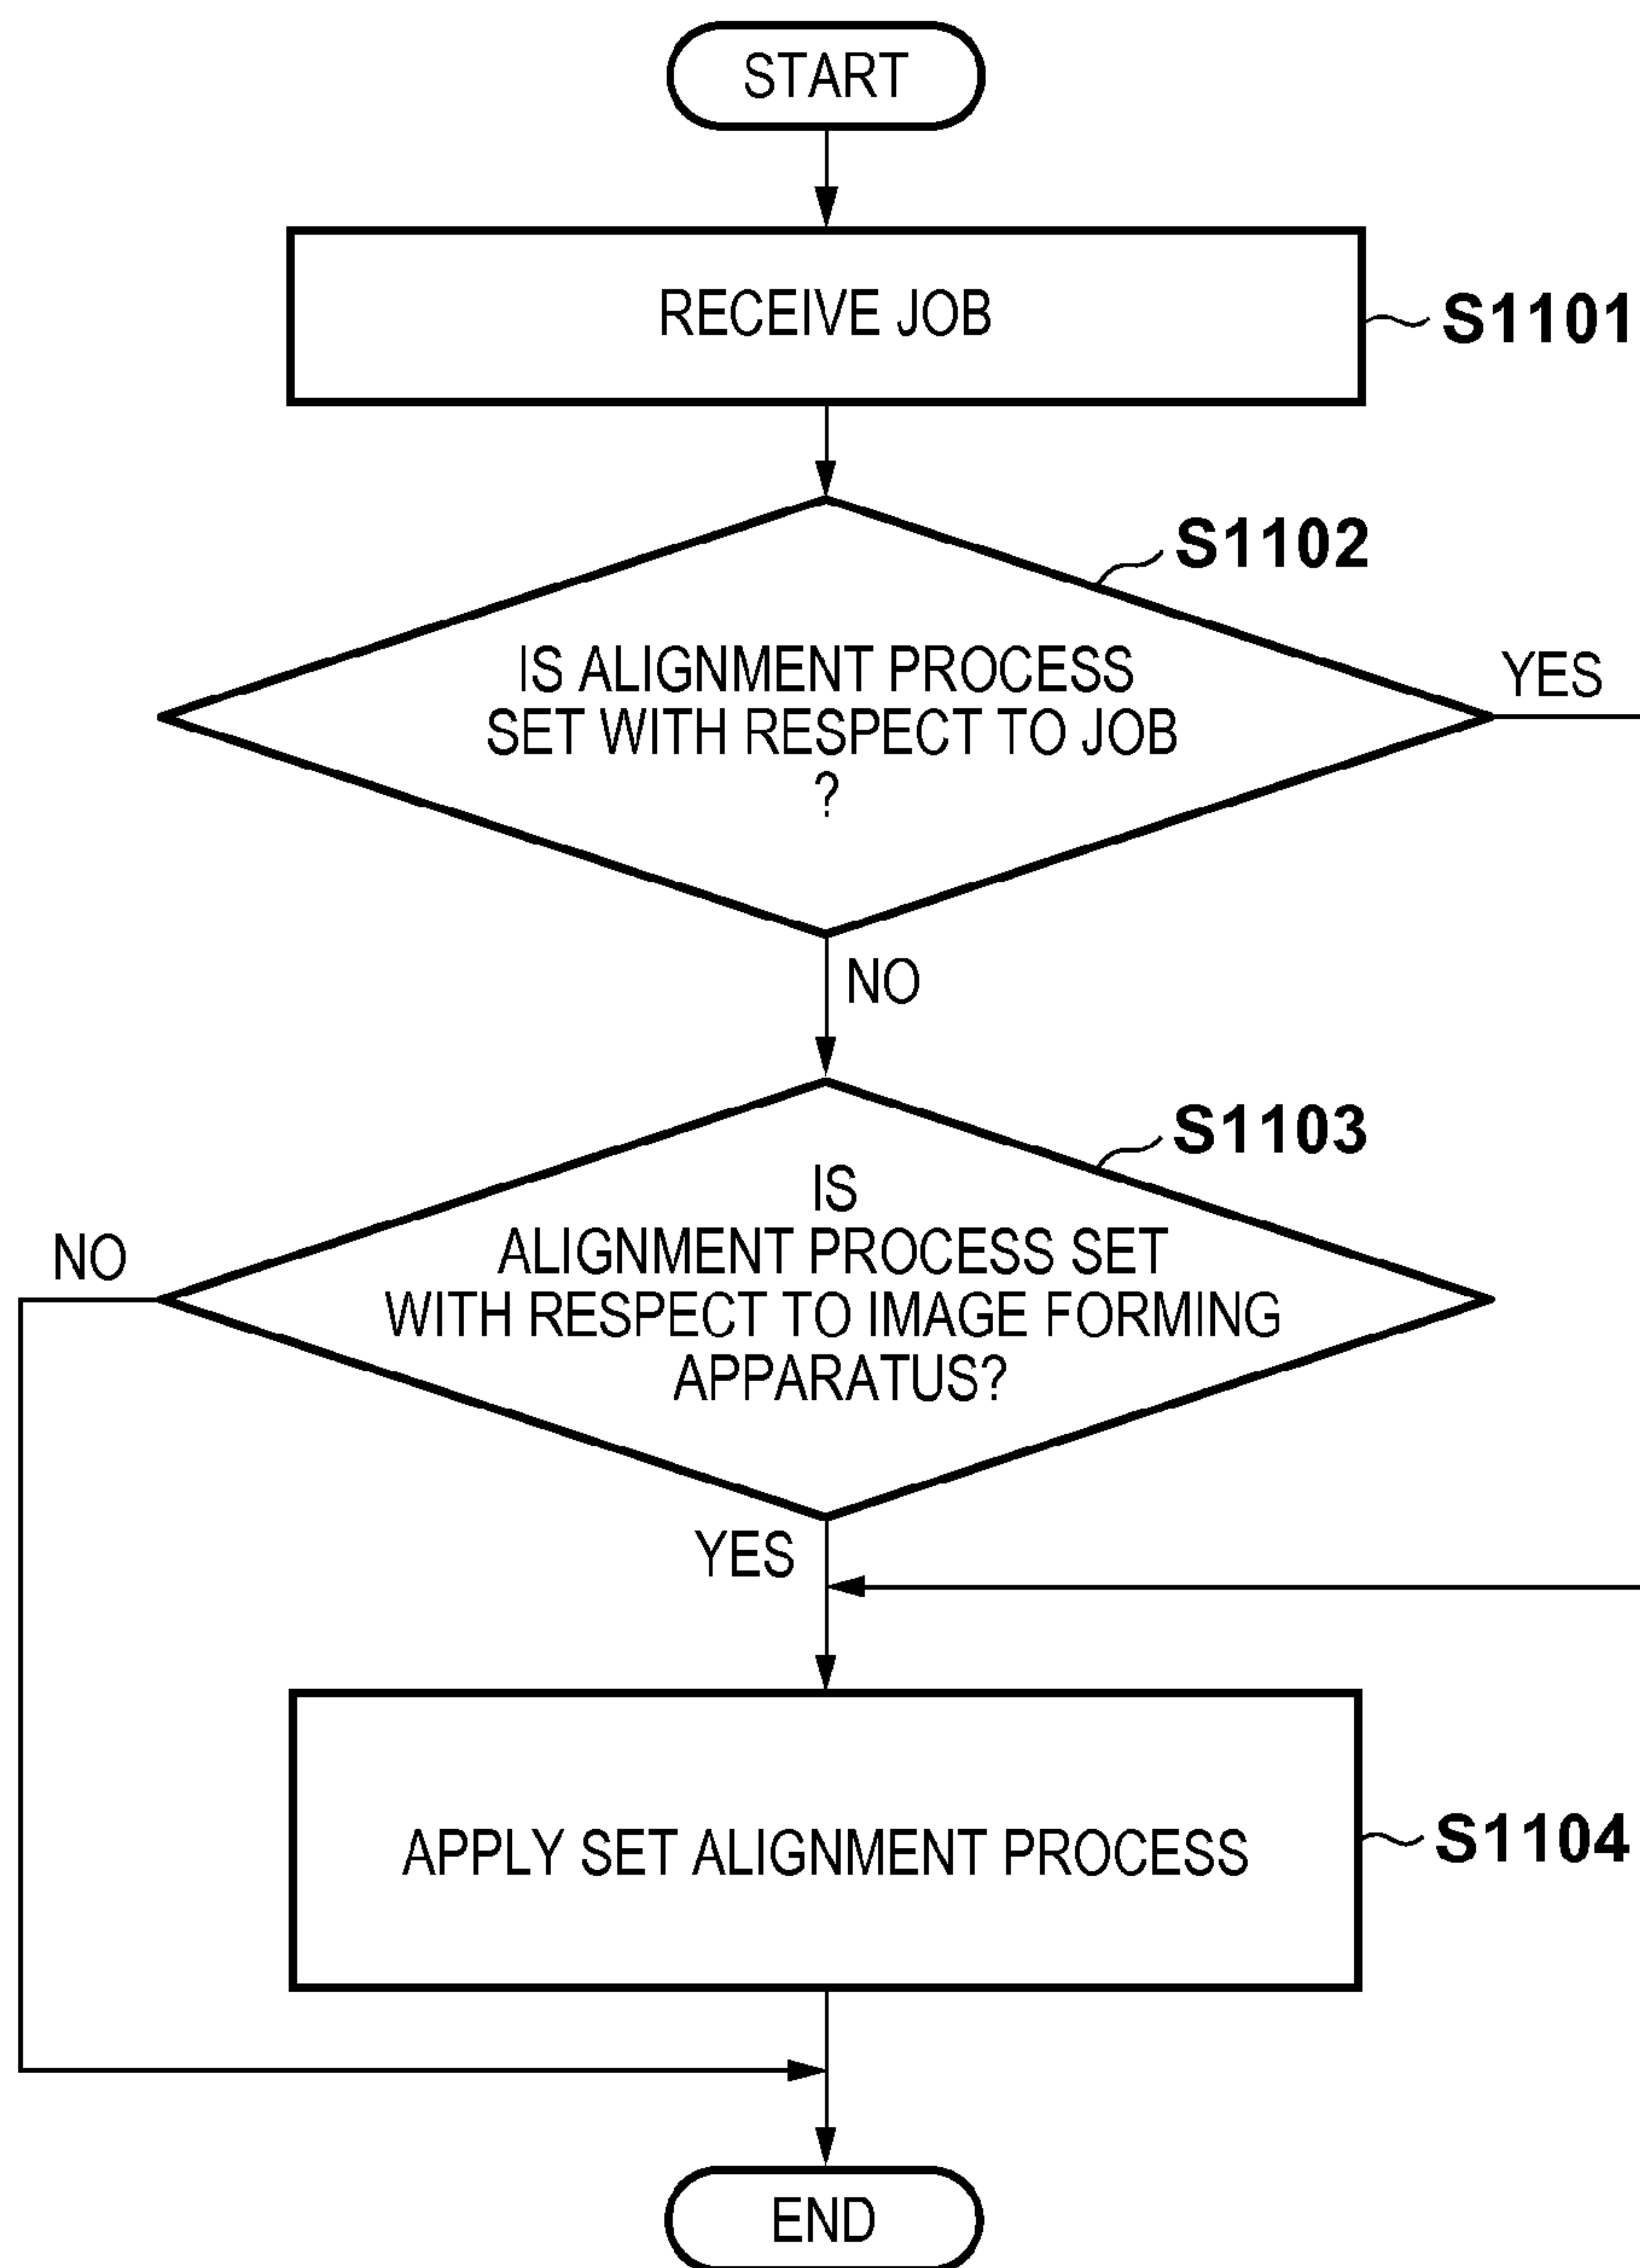 START
RECEIVE JOB
S1101
S1102
IS ALIGNMENT PROCESS
SET WITH RESPECT TO JOB
?
YES
NO
S1103
IS
ALIGNMENT PROCESS SET
WITH RESPECT TO IMAGE FORMING
APPARATUS?
NO
YES
APPLY SET ALIGNMENT PROCESS
S1104
END